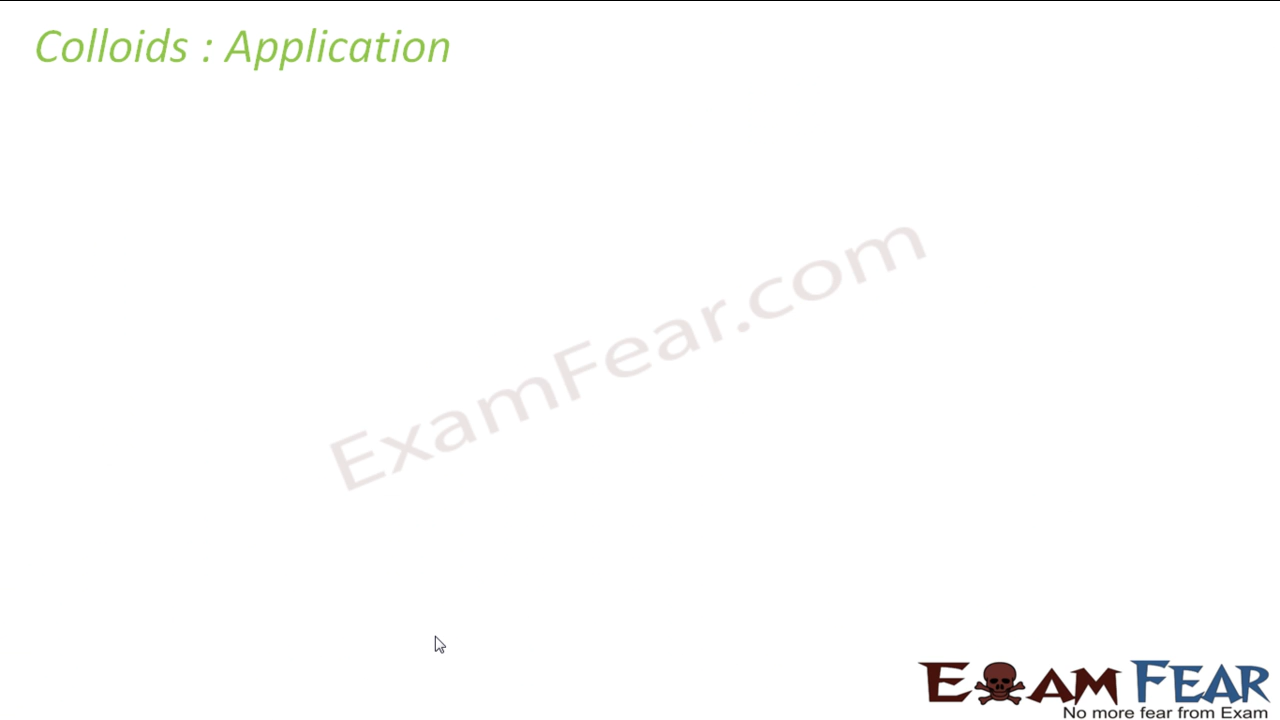 Colloids : Application
ExamFear.com
EXAM FEAR
No more fear from Exam